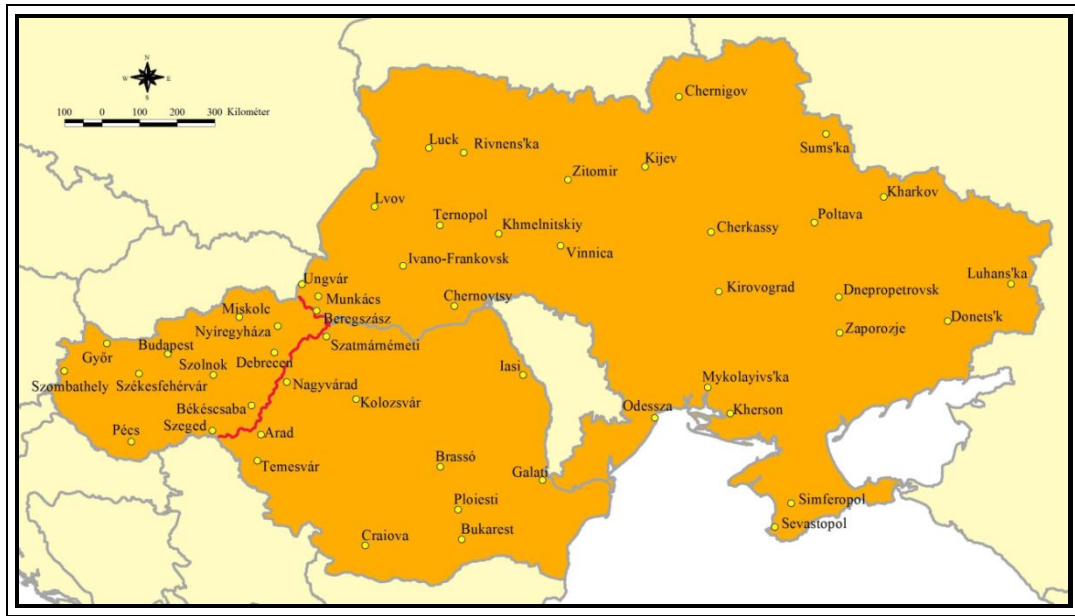 N
W E
S
100 0 100 200 300 Kilométer
Chernigov
Luck
Rivnens'ka
Sums'ka
Kijev
Zitomir
Kharkov
Lvov
Ternopol
Poltava
Khmelnitskiy
Cherkassy
Vinnica
Ivano-Frankovsk
Luhans'ka
Ungvár
Kirovograd
Dnepropetrovsk
Munkács
Chernovtsy
Miskolc
Beregszász
Donets'k
Nyíregyháza
Zaporozje
Szatmárnémeti
Budapest
Győr
Szolnok
Debrecen
Iasi
Szombathely
Székesfehérvár
Nagyvárad
Mykolayivs'ka
Kolozsvár
Békéscsaba
Odessza
Kherson
Pécs
Szeged
Arad
Brassó
Temesvár
Galati
Ploiesti
Simferopol
Sevastopol
Craiova
Bukarest